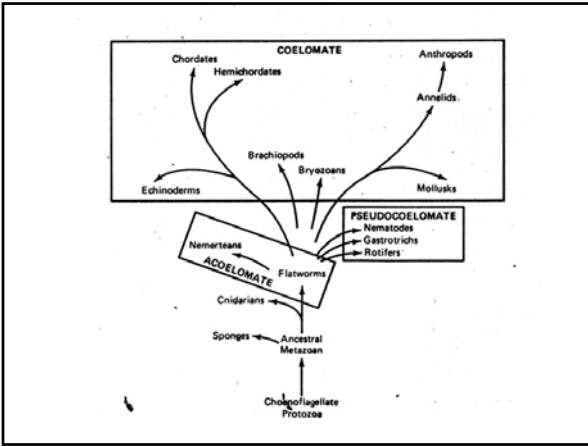 COELOMATE
Chordates
Hemichordates
Anthropods
Annelids
Brachiopods
Bryozoans
Echinoderms
Mollusks
PSEUDOCOELOMATE
Nematodes
Gastrotrichs
Rotifers
Nemerteans
ACOELOMATE
Flatworms
Cnidarians
Sponges
Ancestral
Metazoan
Choanoflagellate
Protozoa